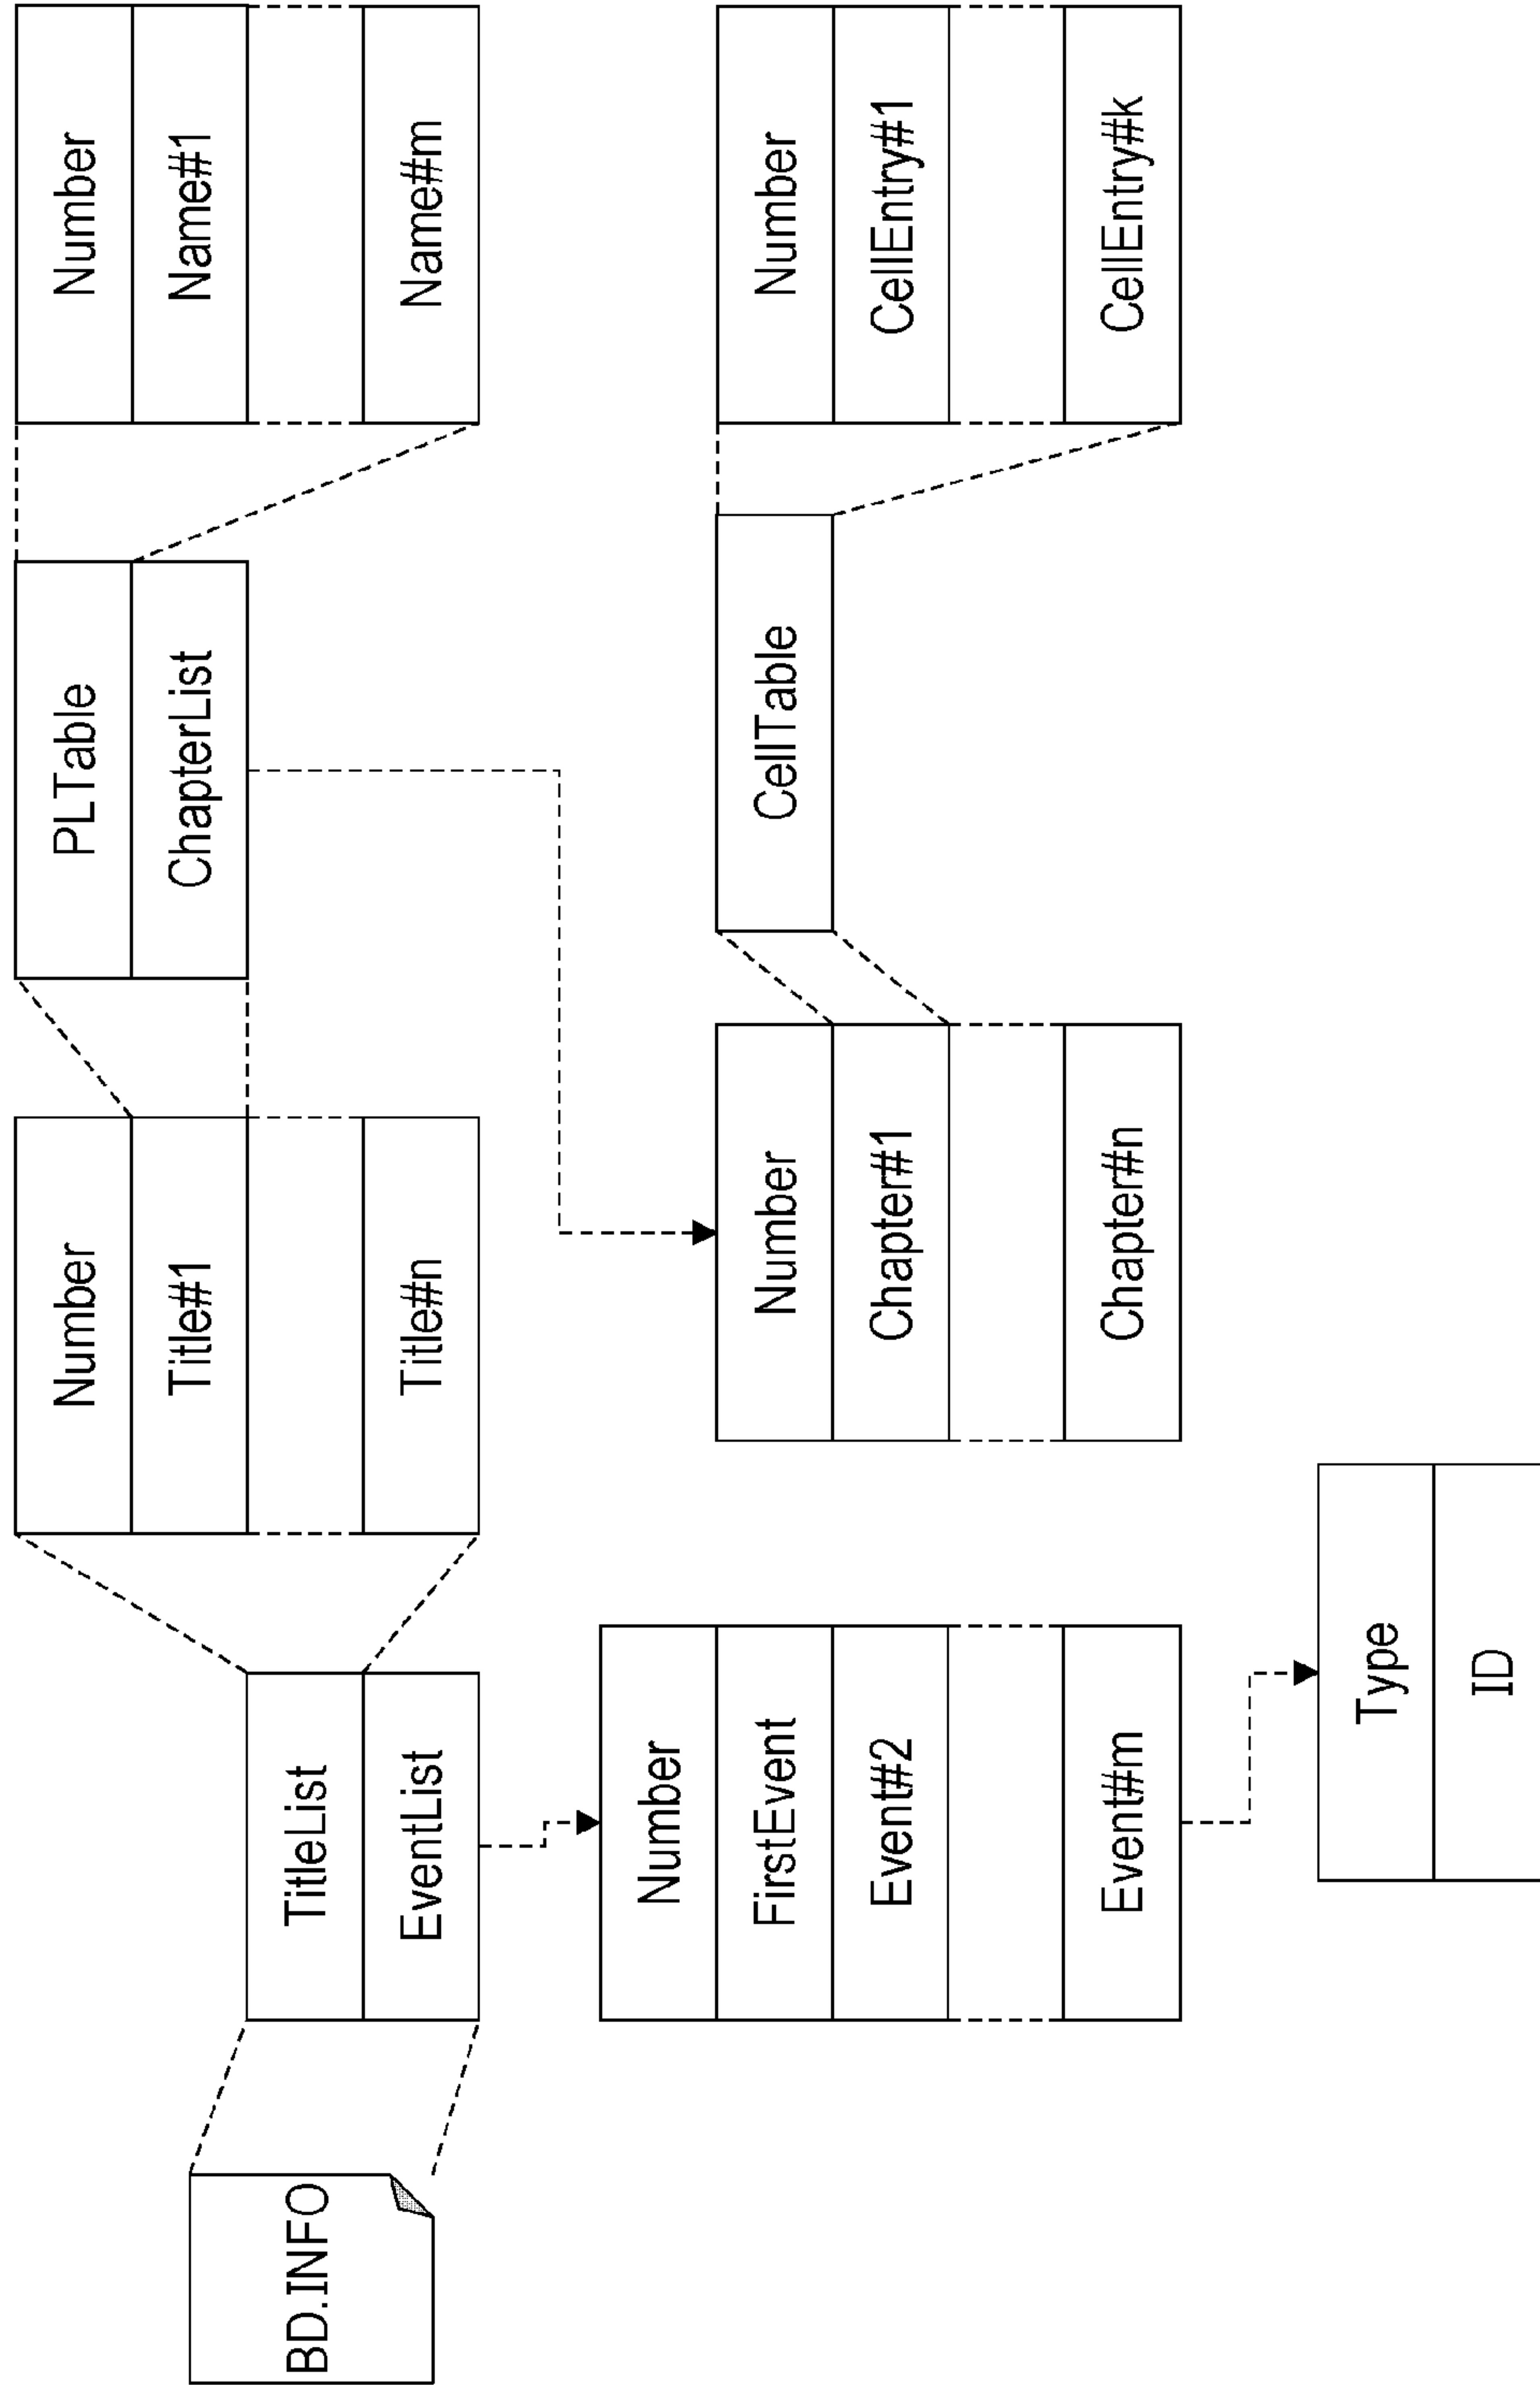 BD.INFO
TitleList
EventList
Number
Title#1
Title#n
PLTable
ChapterList
Number
Name#1
Name#m
Number
FirstEvent
Event#2
Event#m
Type
ID
Number
Chapter#1
Chapter#n
CellTable
Number
CellEntry#1
CellEntry#k